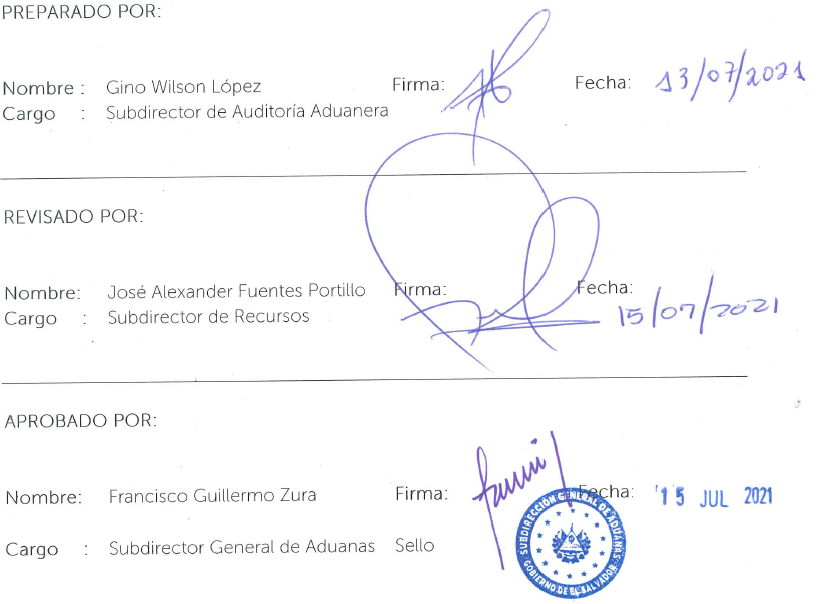 PREPARADO POR:
Nombre : Gino Wilson López Firma: Fecha: 13/07/2021
Cargo : Subdirector de Auditoría Aduanera
REVISADO POR:
Nombre: José Alexander Fuentes Portillo Firma: Fecha:
Cargo : Subdirector de Recursos 15/07/2021
APROBADO POR:
Nombre: Francisco Guillermo Zura Firma: Fecha: 15 JUL 2021
Cargo : Subdirector General de Aduanas Sello
SUBDIRECCIÓN GENERAL DE ADUANAS
GOBIERNO DE EL SALVADOR